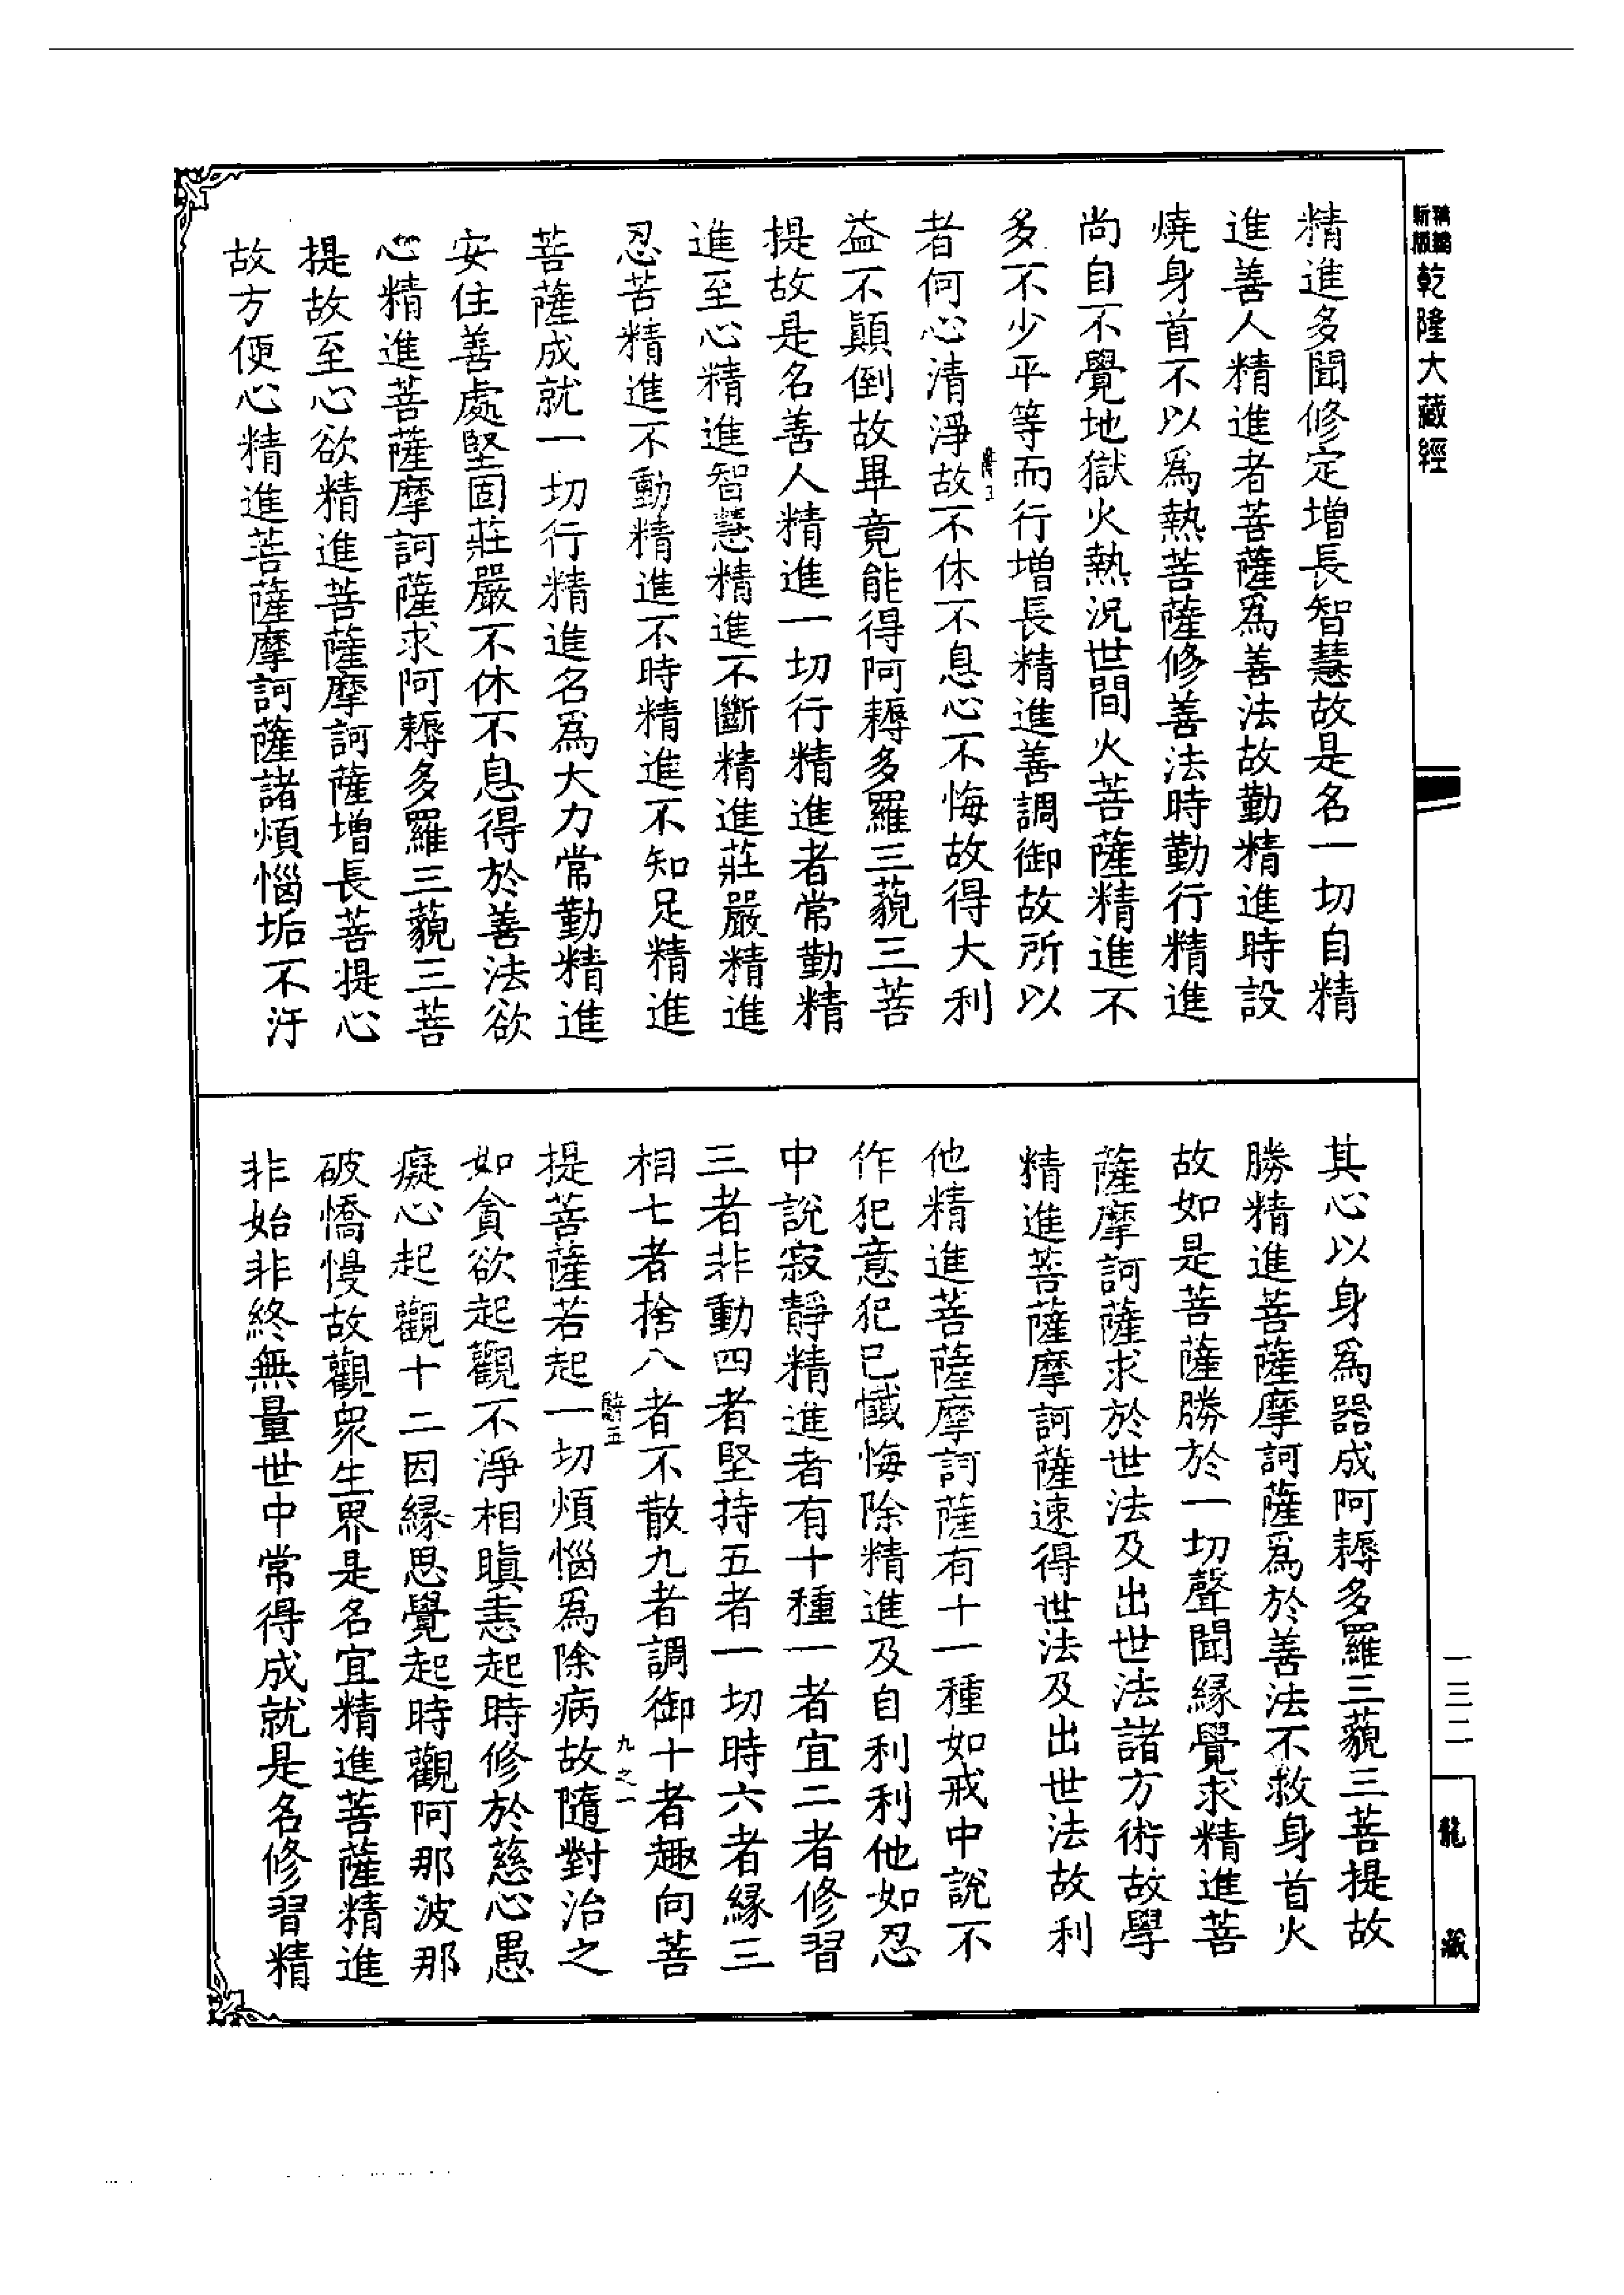 乾隆大藏經
精進多聞修定增長智慧故是名一切自精
進善人精進者菩薩爲善法故勤精進時設
燒身首不以爲熱菩薩修善法時勤行精進
尚自不覺地獄火熱況世間火菩薩精進不
多不少平等而行增長精進善調御故所以
者何心清淨故不休不息心不悔故得大利
益不顛倒故畢竟能得阿耨多羅三藐三菩
提故是名善人精進一切行精進者常勤精
進至心精進智慧精進不斷精進莊嚴精進
忍苦精進不動精進不時精進不知足精進
菩薩成就一切行精進名爲大力常勤精進
安住善處堅固莊嚴不休不息得於善法欲
心精進菩薩摩訶薩求阿耨多羅三藐三菩
提故至心欲精進菩薩摩訶薩增長菩提心
故方便心精進菩薩摩訶薩諸煩惱垢不汙
其心以身爲器成阿耨多羅三藐三菩提故
勝精進菩薩摩訶薩爲於善法不救身首火
故如是菩薩勝於一切聲聞緣覺求精進菩
薩摩訶薩求於世法及出世法諸方術故學
精進菩薩摩訶薩速得世法及出世法故利
他精進菩薩摩訶薩有十一種如戒中說不
作犯意犯已懺悔除精進及自利利他如忍
中說寂靜精進者有十種一者宜二者修習
三者非動四者堅持五者一切時六者緣三
相七者捨八者不散九者調御十者趣向菩
提菩薩若起一切煩惱爲除病故隨對治之
九之一
如貪欲起觀不淨相瞋恚起時修於慈心愚
癡心起觀十二因緣思覺起時觀阿那波那
破憍慢故觀衆生界是名宜精進菩薩精進
非始非終無量世中常得成就是名修習精
一三二
龍藏